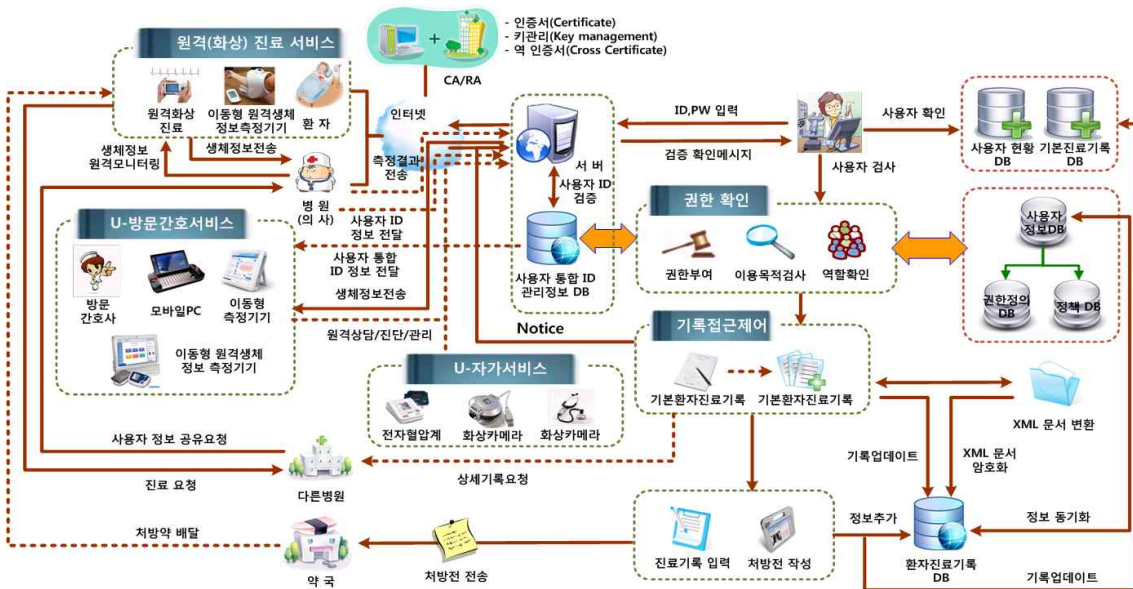 원격(화상) 진료 서비스
원격화상
진료
이동형 원격생체
정보측정기기
환 자
- 인증서(Certificate)
- 키관리(Key management)
- 역 인증서(Cross Certificate)
CA/RA
인터넷
생체정보
원격모니터링
생체정보전송
병 원
(의 사)
측정결과
전송
서 버
사용자 ID
검증
ID,PW 입력
검증 확인메시지
사용자 확인
사용자 검사
사용자 현황
DB
기본진료기록
DB
U-방문간호서비스
방문
간호사
모바일PC
이동형
측정기기
이동형 원격생체
정보 측정기기
사용자 ID
정보 전달
사용자 통합
ID 정보 전달
생체정보전송
원격상담/진단/관리
사용자 통합 ID
관리정보 DB
권한 확인
권한부여
이용목적검사
역할확인
사용자
정보DB
권한정의
DB
정책 DB
Notice
기록접근제어
기본환자진료기록
기본환자진료기록
U-자가서비스
전자혈압계
화상카메라
화상카메라
XML 문서 변환
기록업데이트
XML 문서
암호화
사용자 정보 공유요청
진료 요청
다른병원
상세기록요청
처방약 배달
약 국
처방전 전송
진료기록 입력
처방전 작성
정보추가
환자진료기록
DB
정보 동기화
기록업데이트